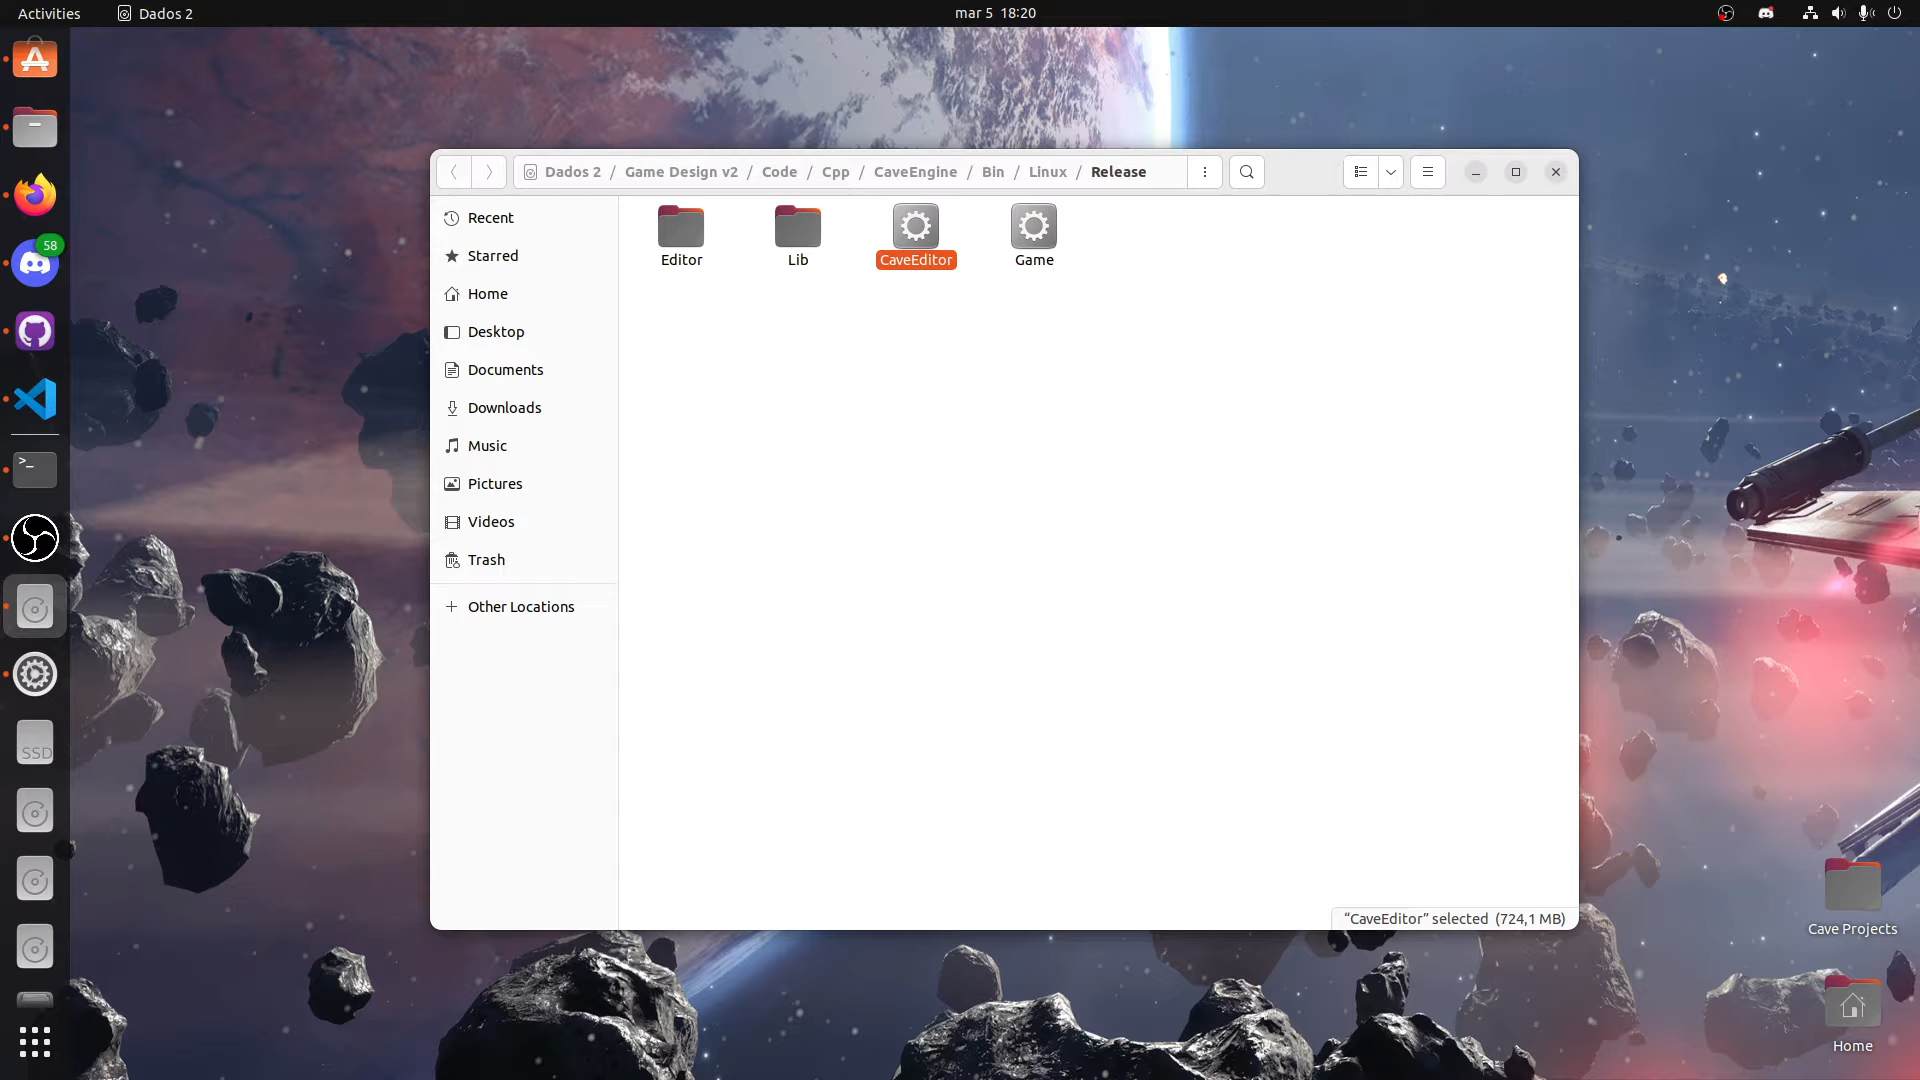 Activities
Dados 2
mar 5 18:20
58
>_
SSD
Dados 2 / Game Design v2 / Code / Cpp / CaveEngine / Bin / Linux / Release
Recent
Starred
Home
Desktop
Documents
Downloads
Music
Pictures
Videos
Trash
Other Locations
Editor
Lib
CaveEditor
Game
“CaveEditor” selected (724,1 MB)
Cave Projects
Home